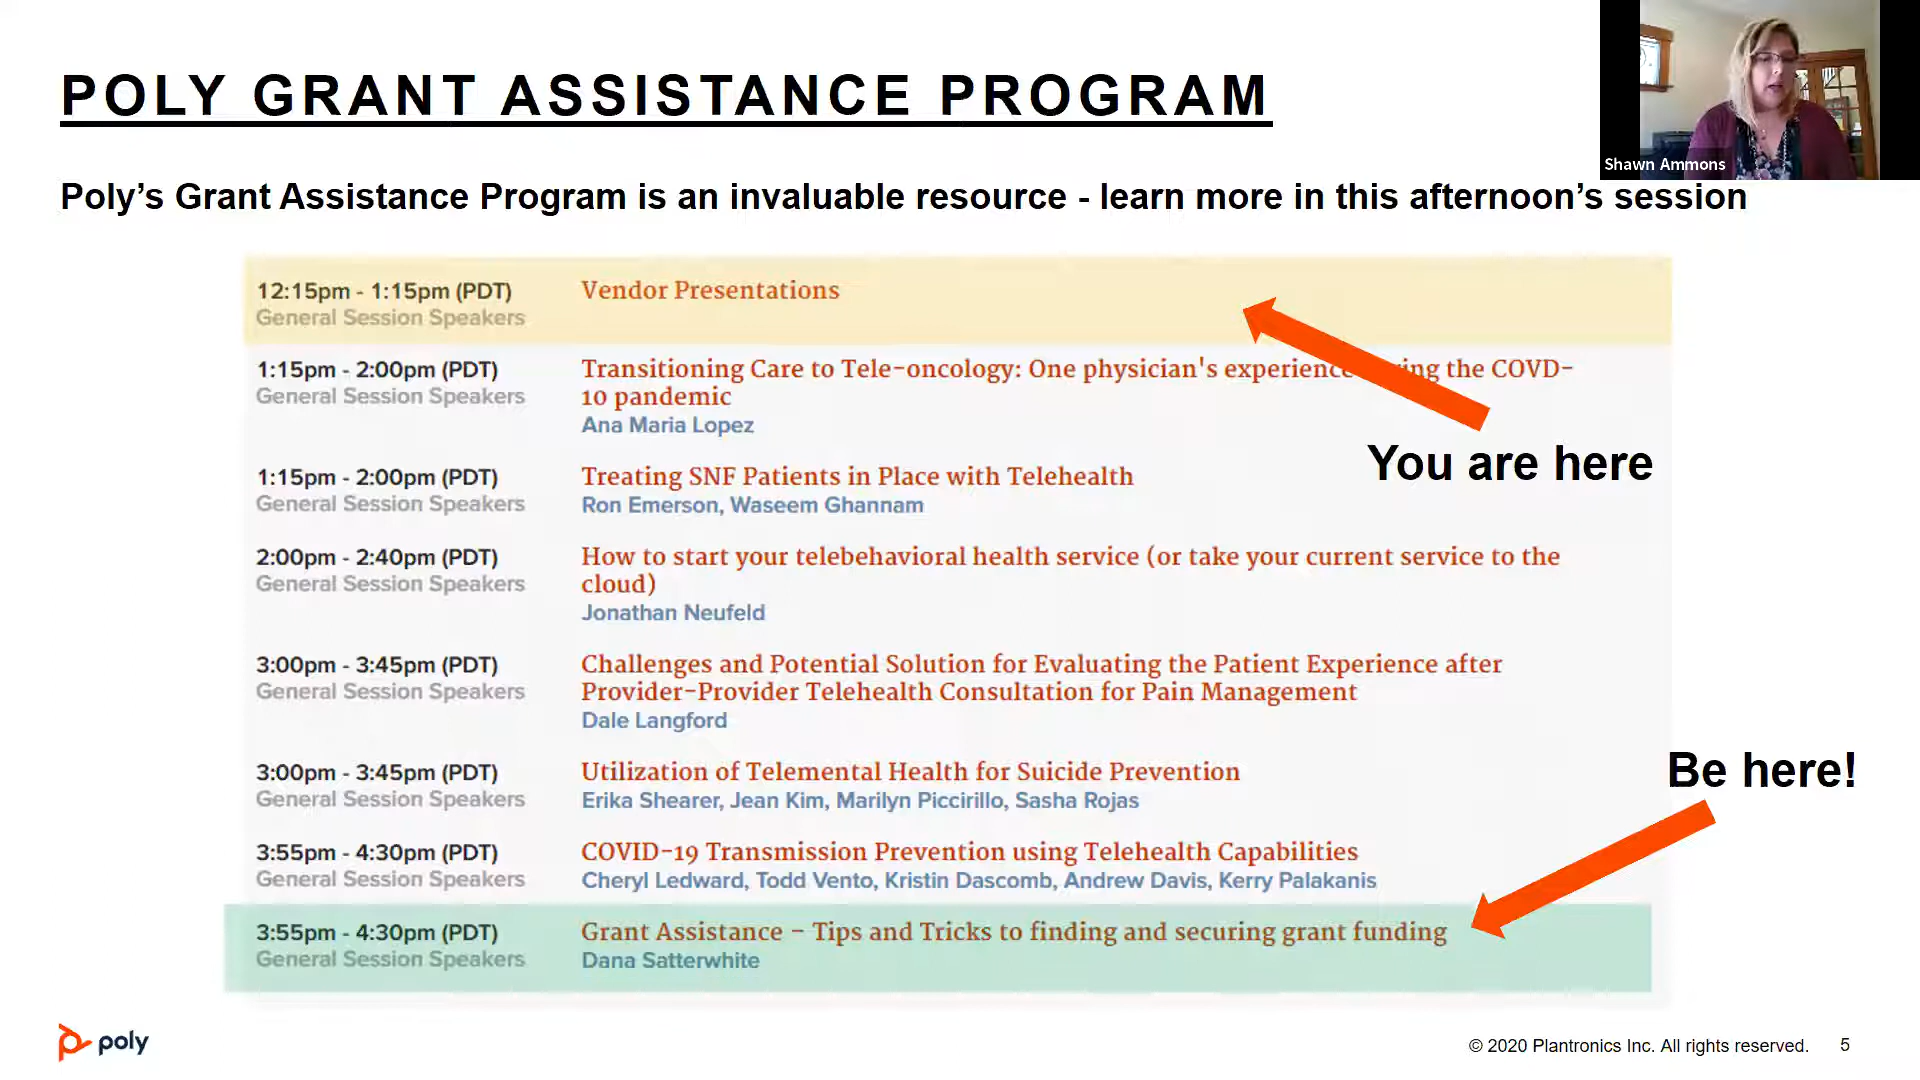 POLY GRANT ASSISTANCE PROGRAM
Shawn Ammons
Poly’s Grant Assistance Program is an invaluable resource - learn more in this afternoon’s session
12:15pm - 1:15pm (PDT)
General Session Speakers
Vendor Presentations
1:15pm - 2:00pm (PDT)
General Session Speakers
Transitioning Care to Tele-oncology: One physician's experience the COVD-
10 pandemic
Ana Maria Lopez
You are here
1:15pm - 2:00pm (PDT)
General Session Speakers
Treating SNF Patients in Place with Telehealth
Ron Emerson, Waseem Ghannam
2:00pm - 2:40pm (PDT)
General Session Speakers
How to start your telebehavioral health service (or take your current service to the
cloud)
Jonathan Neufeld
3:00pm - 3:45pm (PDT)
General Session Speakers
Challenges and Potential Solution for Evaluating the Patient Experience after
Provider-Provider Telehealth Consultation for Pain Management
Dale Langford
3:00pm - 3:45pm (PDT)
General Session Speakers
Utilization of Telemental Health for Suicide Prevention
Erika Shearer, Jean Kim, Marilyn Piccirillo, Sasha Rojas
Be here!
3:55pm - 4:30pm (PDT)
General Session Speakers
COVID-19 Transmission Prevention using Telehealth Capabilities
Cheryl Ledward, Todd Vento, Kristin Dascomb, Andrew Davis, Kerry Palakanis
3:55pm - 4:30pm (PDT)
General Session Speakers
Grant Assistance – Tips and Tricks to finding and securing grant funding
Dana Satterwhite
poly
© 2020 Plantronics Inc. All rights reserved.
5